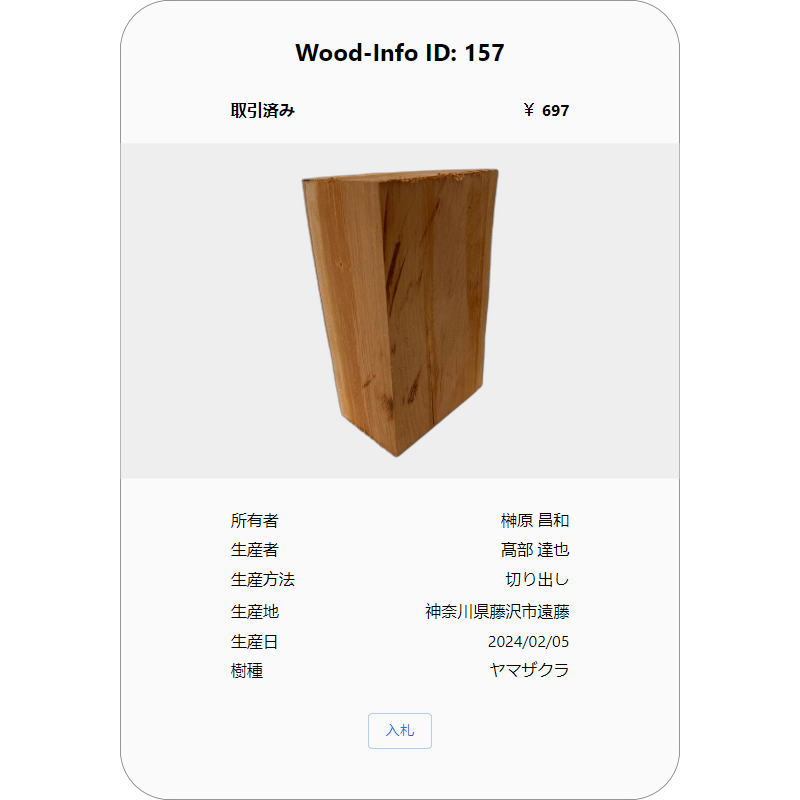 Wood-Info ID: 157
取引済み ￥ 697
所有者 榊原 昌和
生産者 髙部 達也
生産方法 切り出し
生産地 神奈川県藤沢市遠藤
生産日 2024/02/05
樹種 ヤマザクラ
入札